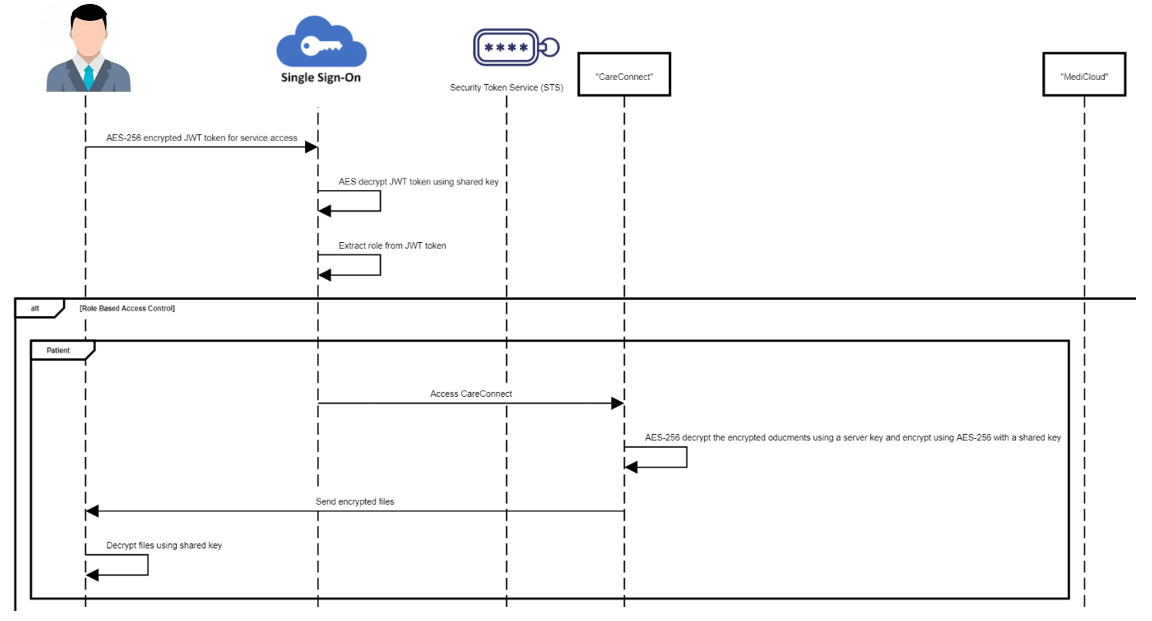 ****
Single Sign-On
Security Token Service (STS)
"CareConnect"
"MediCloud"
AES-256 encrypted JWT token for service access
AES decrypt JWT token using shared key
Extract role from JWT token
alt
[Role Based Access Control]
Patient
Access CareConnect
AES-256 decrypt the encrypted oducments using a server key and encrypt using AES-256 with a shared key
Send encrypted files
Decrypt files using shared key